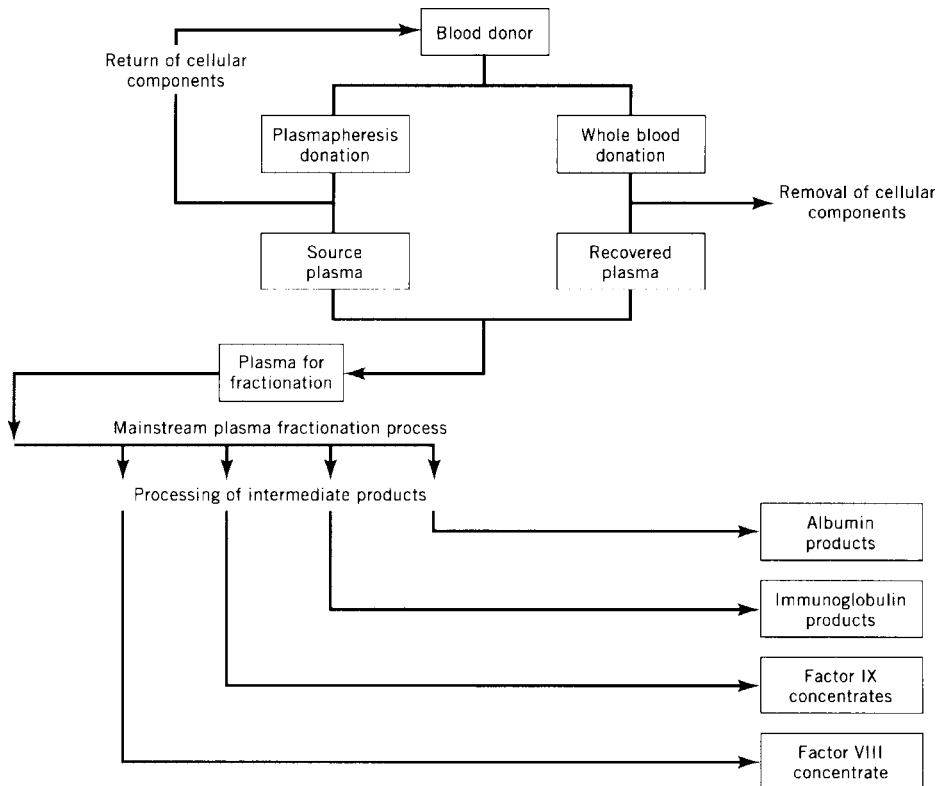 Blood donor
Return of cellular
components
Plasmapheresis
donation
Whole blood
donation
Removal of cellular
components
Source
plasma
Recovered
plasma
Plasma for
fractionation
Mainstream plasma fractionation process
Processing of intermediate products
Albumin
products
Immunoglobulin
products
Factor IX
concentrates
Factor VIII
concentrate